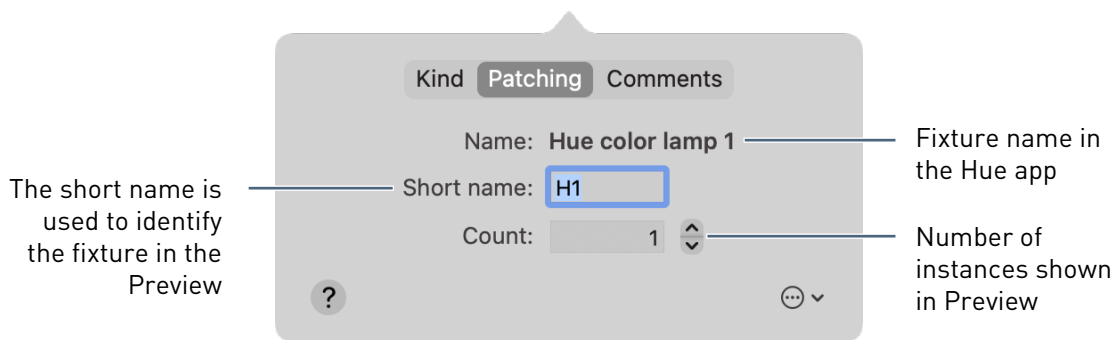 Kind Patching Comments
Name: Hue color lamp 1
Fixture name in
the Hue app
The short name is
used to identify
the fixture in the
Preview
Short name: H1
Count: 1
Number of
instances shown
in Preview
?